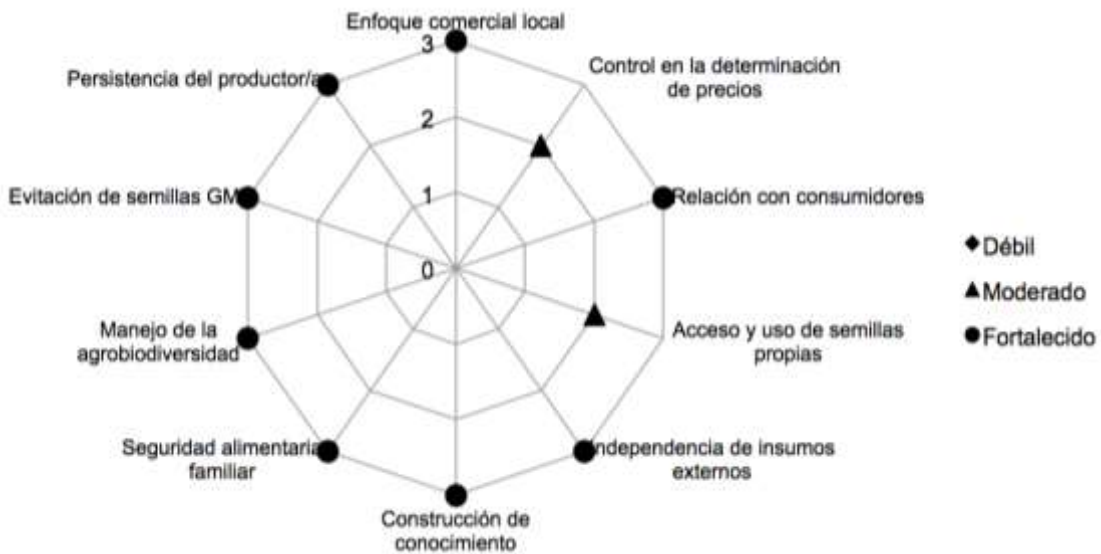 Enfoque comercial local
3
Persistencia del productor/a
Control en la determinación
de precios
2
Evitación de semillas GM
1
Relación con consumidores
0
Débil
Moderado
Fortalecido
Manejo de la
agrobiodiversidad
Acceso y uso de semillas
propias
Seguridad alimentaria
familiar
Independencia de insumos
externos
Construcción de
conocimiento